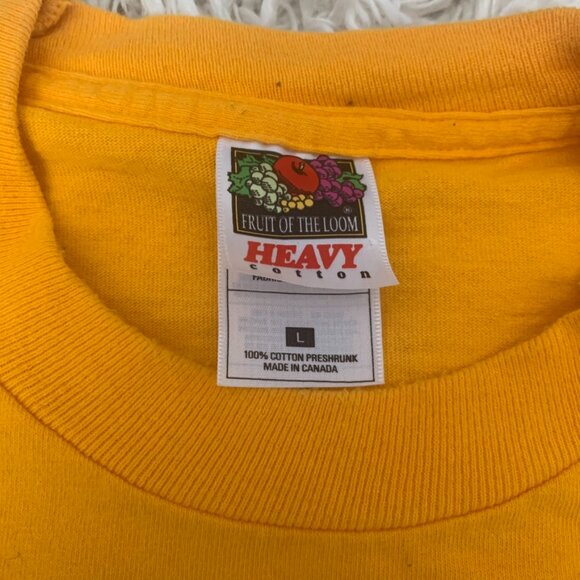 FRUIT OF THE LOOM
HEAVY
cotton
L
100% COTTON PRESHRUNK
MADE IN CANADA